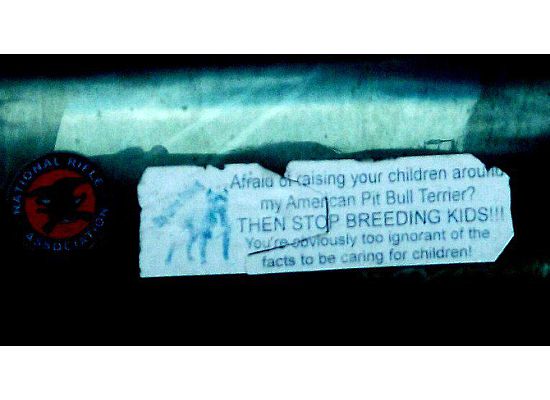 NATIONAL RIFLE
ASSOCIATION
Afraid of raising your children around
my American Pit Bull Terrier?
THEN STOP BREEDING KIDS!!!
You're obviously too ignorant of the
facts to be caring for children!